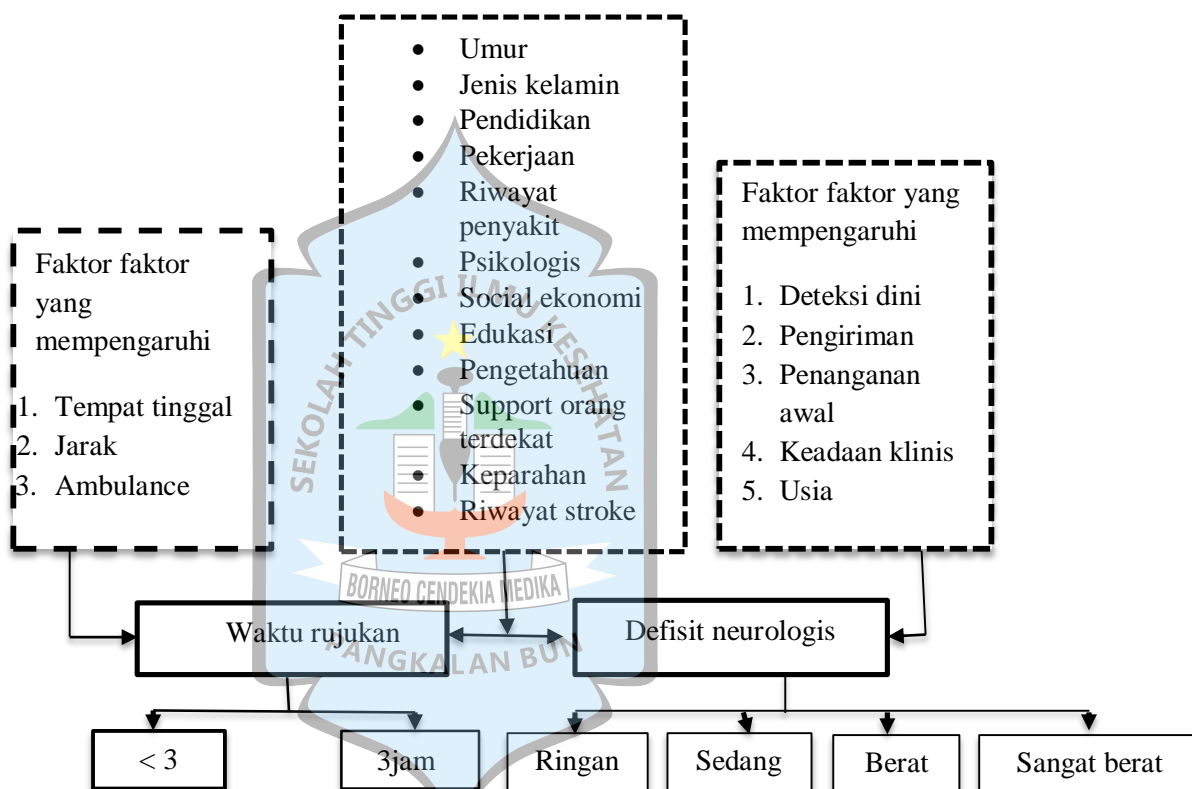 • Umur
• Jenis kelamin
• Pendidikan
• Pekerjaan
• Riwayat
penyakit
• Psikologis
• Social ekonomi
• Edukasi
• Pengetahuan
• Support orang
terdekat
• Keparahan
• Riwayat stroke
Faktor faktor
yang
mempengaruhi
1. Tempat tinggal
2. Jarak
3. Ambulance
Faktor faktor yang
mempengaruhi
1. Deteksi dini
2. Pengiriman
3. Penanganan
awal
4. Keadaan klinis
5. Usia
SEKOLAH TINGGI ILMU KESEHATAN
BORNEO CENDEKIA MEDIKA
PANGKALAN BUN
Waktu rujukan
Defisit neurologis
< 3
3jam
Ringan
Sedang
Berat
Sangat berat